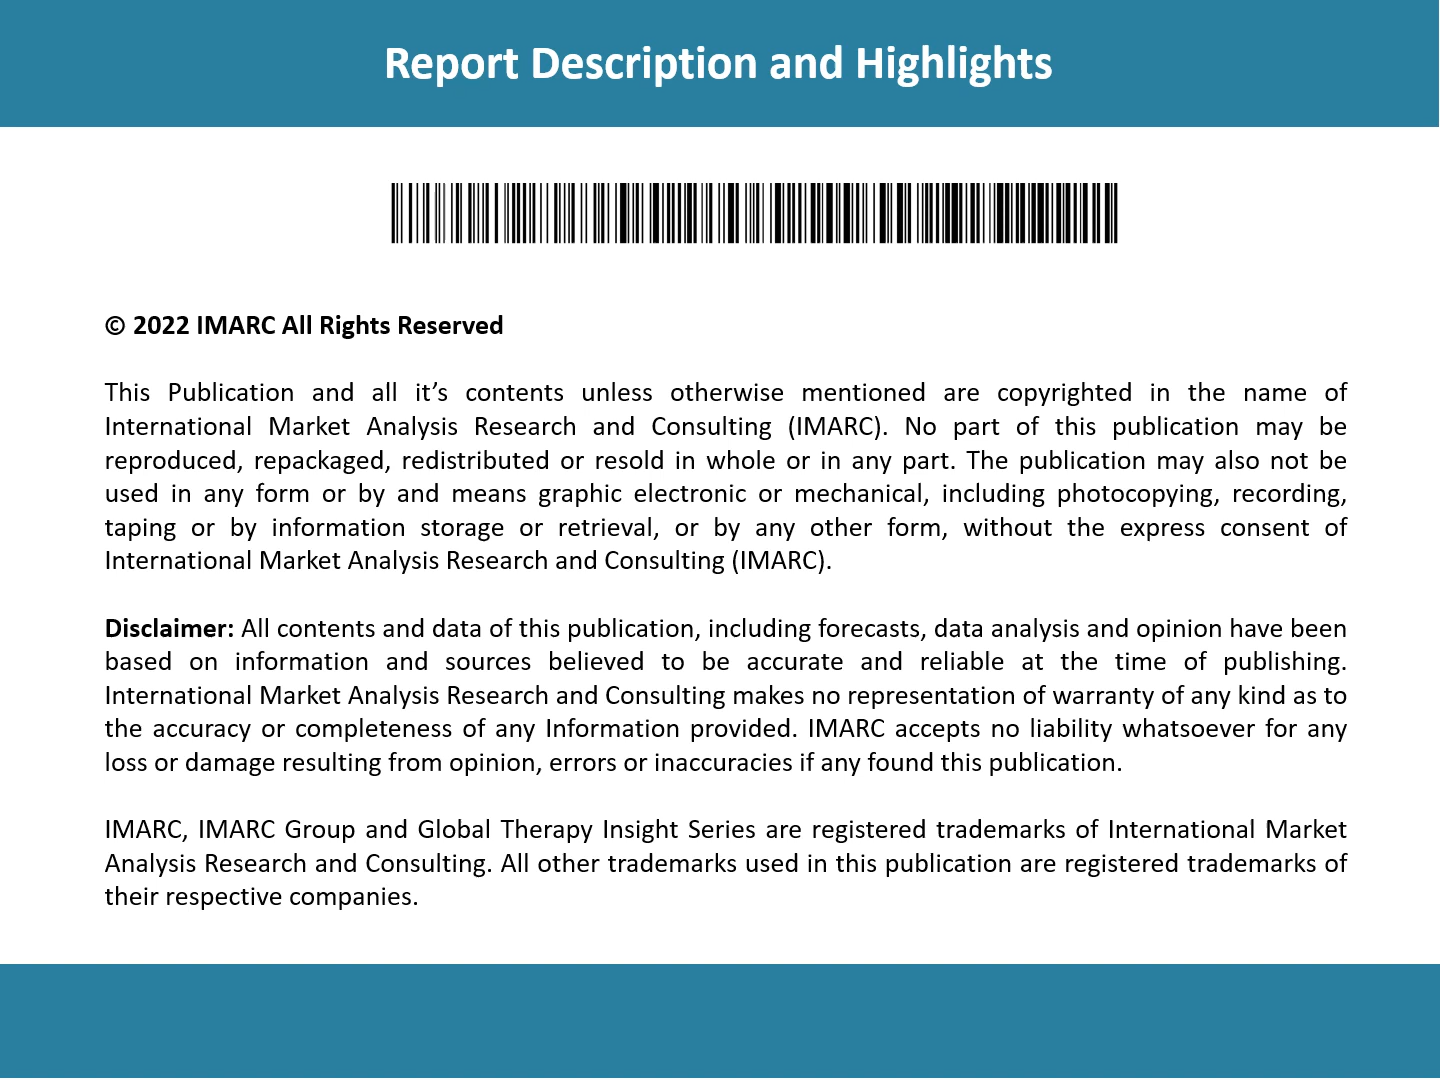 Report Description and Highlights
© 2022 IMARC All Rights Reserved
This Publication and all it’s contents unless otherwise mentioned are copyrighted in the name of
International Market Analysis Research and Consulting (IMARC). No part of this publication may be
reproduced, repackaged, redistributed or resold in whole or in any part. The publication may also not be
used in any form or by and means graphic electronic or mechanical, including photocopying, recording,
taping or by information storage or retrieval, or by any other form, without the express consent of
International Market Analysis Research and Consulting (IMARC).
Disclaimer: All contents and data of this publication, including forecasts, data analysis and opinion have been
based on information and sources believed to be accurate and reliable at the time of publishing.
International Market Analysis Research and Consulting makes no representation of warranty of any kind as to
the accuracy or completeness of any Information provided. IMARC accepts no liability whatsoever for any
loss or damage resulting from opinion, errors or inaccuracies if any found this publication.
IMARC, IMARC Group and Global Therapy Insight Series are registered trademarks of International Market
Analysis Research and Consulting. All other trademarks used in this publication are registered trademarks of
their respective companies.